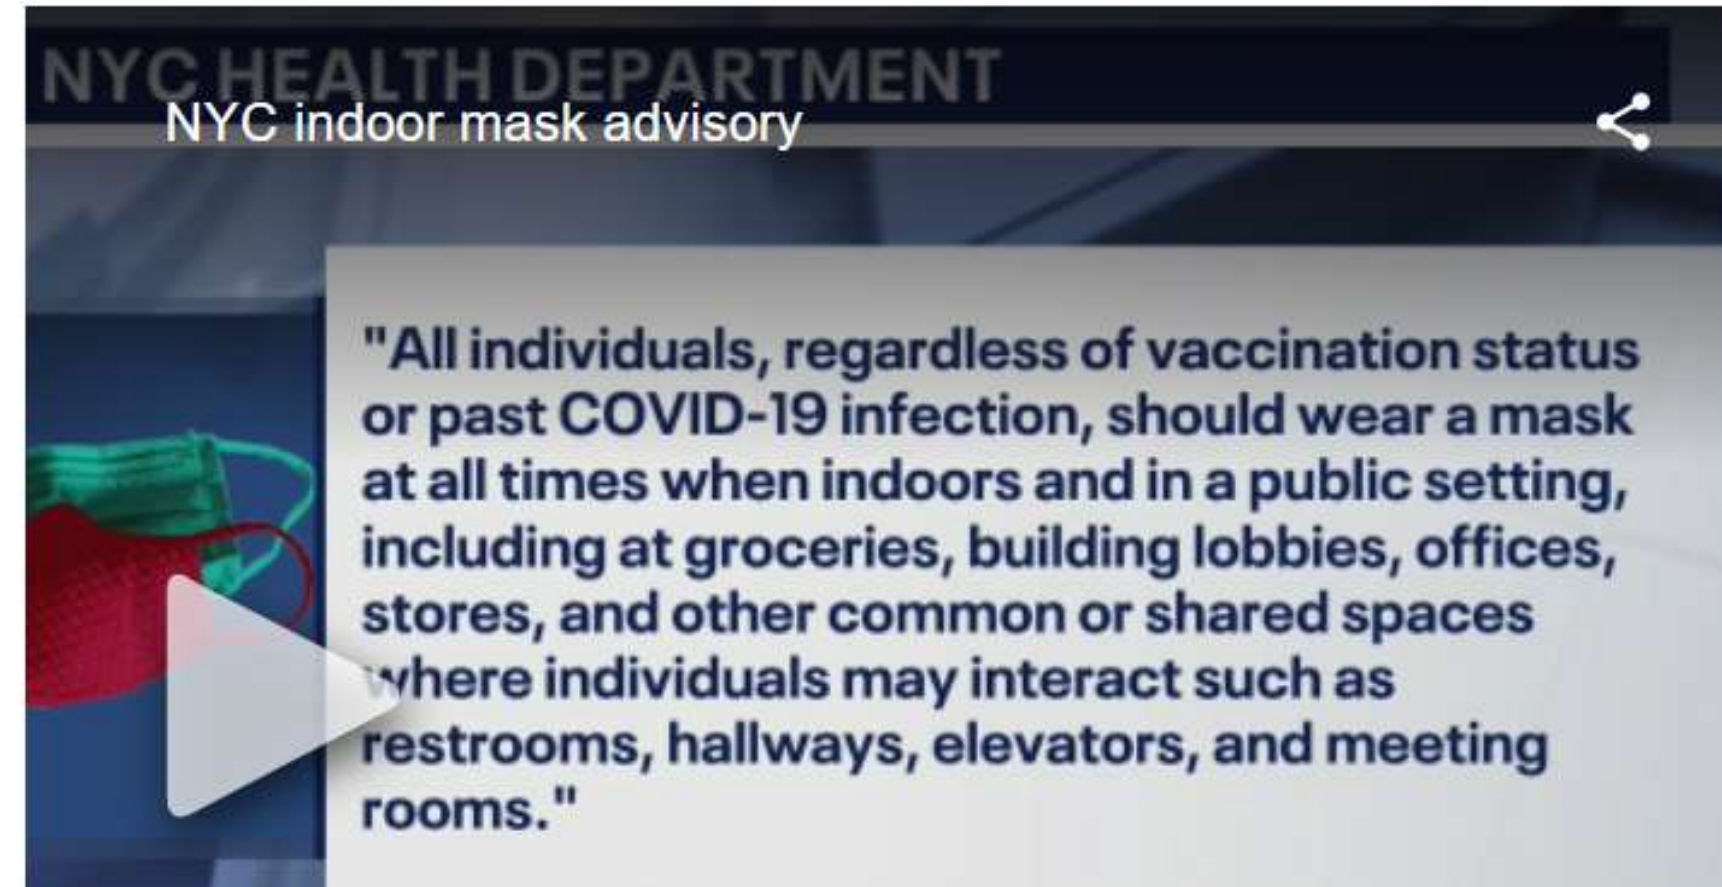 NYC HEALTH DEPARTMENT
NYC indoor mask advisory
"All individuals, regardless of vaccination status
or past COVID-19 infection, should wear a mask
at all times when indoors and in a public setting,
including at groceries, building lobbies, offices,
stores, and other common or shared spaces
where individuals may interact such as
restrooms, hallways, elevators, and meeting
rooms."